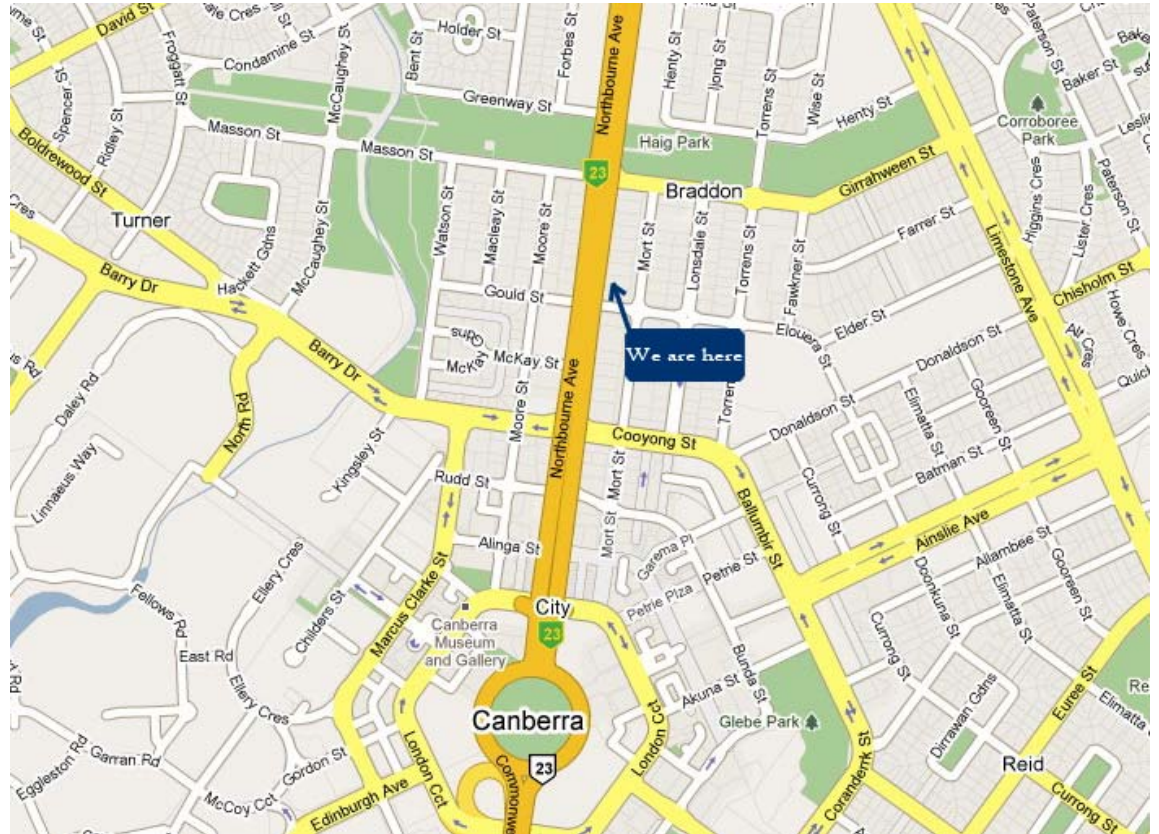 David St
Froggatt St
Condamine St
McCaughey St
Holder St
Bent St
Forbes St
Northbourne Ave
Henty St
Ijong St
Torrens St
Wise St
Paterson St
Baker St
Spencer St
Ridley St
Greenway St
Henty St
Corroboree
Park
Leslie
Boldrewood St
Masson St
Masson St
Haig Park
23
Braddon
Girrahween St
Paterson St
Cres
Turner
Hackett Gdns
McCaughey St
Watson St
Macleay St
Moore St
Mort St
Lonsdale St
Torrens St
Fawkner St
Farrer St
Limestone Ave
Higgins Cres
Lister Cres
Barry Dr
Gould St
Elouera St
Elder St
Chisholm St
Howe Cres
We are here
Barry Dr
McKay
McKay St
Moore St
Northbourne Ave
Donaldson St
Daley Rd
North Rd
Torrens
Donaldson St
Elimatta St
Gooreen St
Quick
Linnaeus Way
Kingsley St
Cooyong St
Batman St
Rudd St
Mort St
Currong St
Ballumbir St
Ainslie Ave
Alinga St
Mort St
Garema Pl
Petrie St
Allambee St
Gooreen St
Elimatta St
Doonkuna St
Fellows Rd
Ellery Cres
Childers St
Marcus Clarke St
City
Petrie Plza
Canberra
Museum
and Gallery
23
Currong St
East Rd
Ellery Cres
Akuna St
Bunda St
Euree St
Elimatta
Canberra
Glebe Park
Dirrawan Gdns
Garran Rd
Eggleston Rd
Gordon St
McCoy Cct
London Cct
London Cct
Coranderrk St
23
Reid
Edinburgh Ave
Commonwe
Currong St